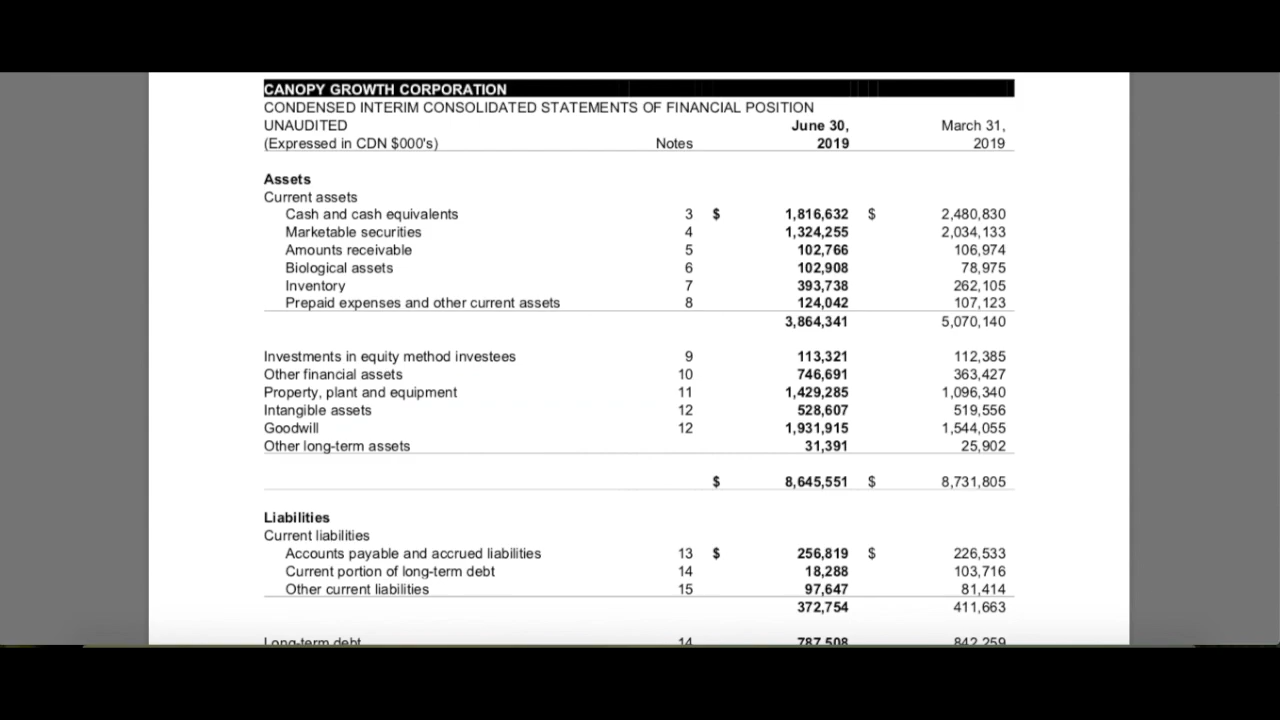 CANOPY GROWTH CORPORATION
CONDENSED INTERIM CONSOLIDATED STATEMENTS OF FINANCIAL POSITION
UNAUDITED June 30, March 31,
(Expressed in CDN $000's) Notes 2019 2019
Assets
Current assets
Cash and cash equivalents 3 $ 1,816,632 $ 2,480,830
Marketable securities 4 1,324,255 2,034,133
Amounts receivable 5 102,766 106,974
Biological assets 6 102,908 78,975
Inventory 7 393,738 262,105
Prepaid expenses and other current assets 8 124,042 107,123
3,864,341 5,070,140
Investments in equity method investees 9 113,321 112,385
Other financial assets 10 746,691 363,427
Property, plant and equipment 11 1,429,285 1,096,340
Intangible assets 12 528,607 519,556
Goodwill 12 1,931,915 1,544,055
Other long-term assets 31,391 25,902
$ 8,645,551 $ 8,731,805
Liabilities
Current liabilities
Accounts payable and accrued liabilities 13 $ 256,819 $ 226,533
Current portion of long-term debt 14 18,288 103,716
Other current liabilities 15 97,647 81,414
372,754 411,663
Long-term debt 14 787,508 842,259